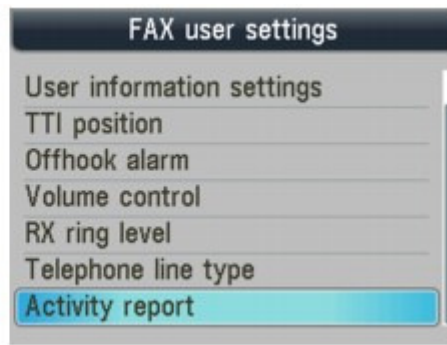 FAX user settings
User information settings
TTI position
Offhook alarm
Volume control
RX ring level
Telephone line type
Activity report